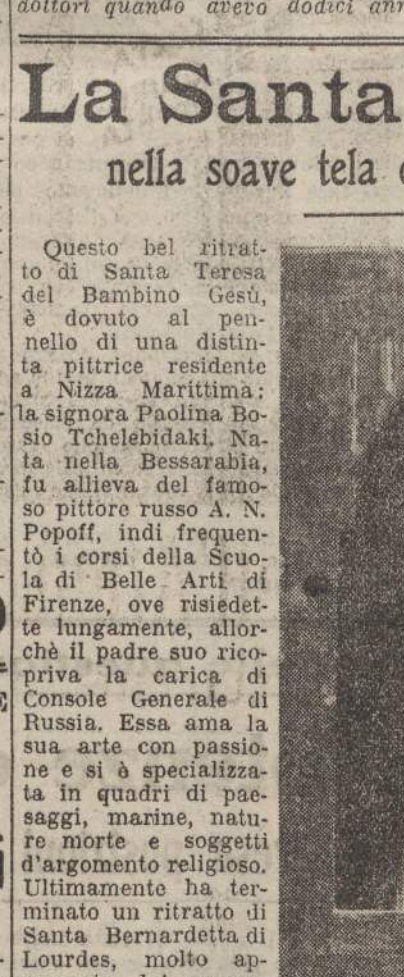 dottori quando avevo dodici ann
La Santa
nella soave tela
Questo bel ritrat-
to di Santa Teresa
del Bambino Gesù,
è dovuto al pen-
nello di una distin-
ta pittrice residente
a Nizza Marittima:
la signora Paolina Bo-
sio Tchelebidaki. Na-
ta nella Bessarabia,
fu allieva del famo-
so pittore russo A. N.
Popoff, indi frequen-
tò i corsi della Scuo-
la di Belle Arti di
Firenze, ove risiedet-
te lungamente, allor-
chè il padre suo rico-
priva la carica di
Console Generale di
Russia. Essa ama la
sua arte con passio-
ne e si è specializza-
ta in quadri di pae-
saggi, marine, natu-
re morte e soggetti
d'argomento religioso.
Ultimamente ha ter-
minato un ritratto di
Santa Bernardetta di
Lourdes, molto ap-